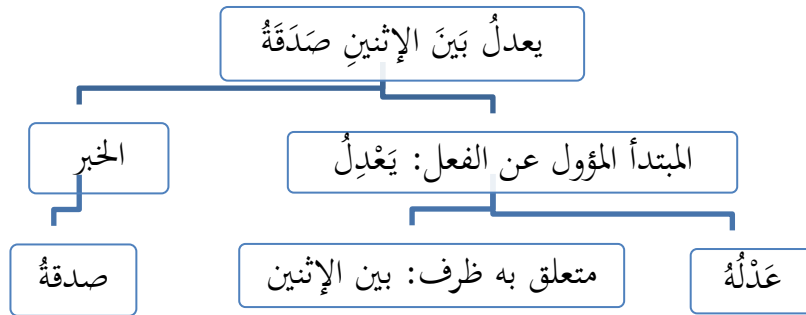 يعدلُ بَينَ الإثنينِ صَدَقَةُ
المبتدأ المؤول عن الفعل: يَعْدِلُ
الخبر
عَدْلُهُ
متعلق به ظرف: بين الإثنين
صدقةُ